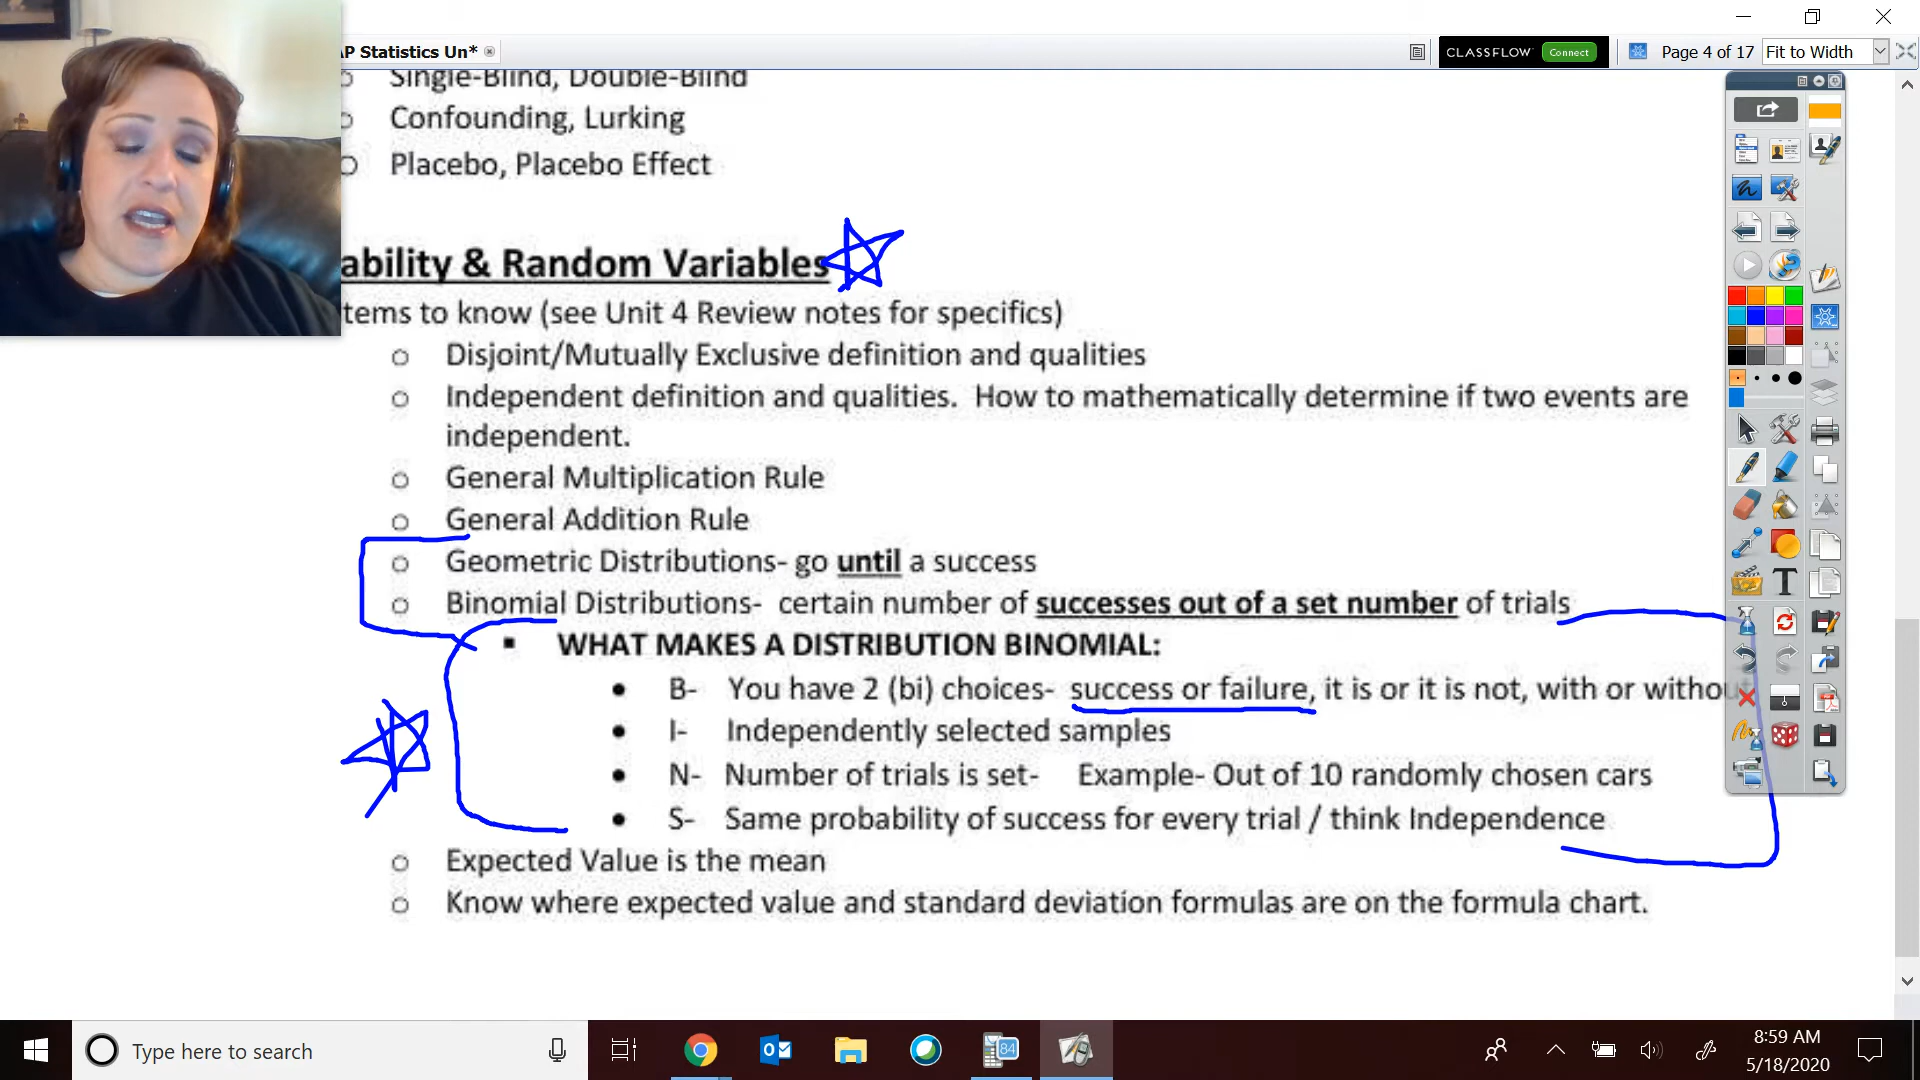 AP Statistics Un*
CLASSFLOW Connect
Page 4 of 17
Fit to Width
Single-Blind, Double-Blind
Confounding, Lurking
Placebo, Placebo Effect
ability & Random Variables
tems to know (see Unit 4 Review notes for specifics)
Disjoint/Mutually Exclusive definition and qualities
Independent definition and qualities. How to mathematically determine if two events are
independent.
General Multiplication Rule
General Addition Rule
Geometric Distributions- go until a success
Binomial Distributions- certain number of successes out of a set number of trials
WHAT MAKES A DISTRIBUTION BINOMIAL:
B- You have 2 (bi) choices- success or failure, it is or it is not, with or withou
I- Independently selected samples
N- Number of trials is set- Example- Out of 10 randomly chosen cars
S- Same probability of success for every trial / think Independence
Expected Value is the mean
Know where expected value and standard deviation formulas are on the formula chart.
Type here to search
84
8:59 AM
5/18/2020